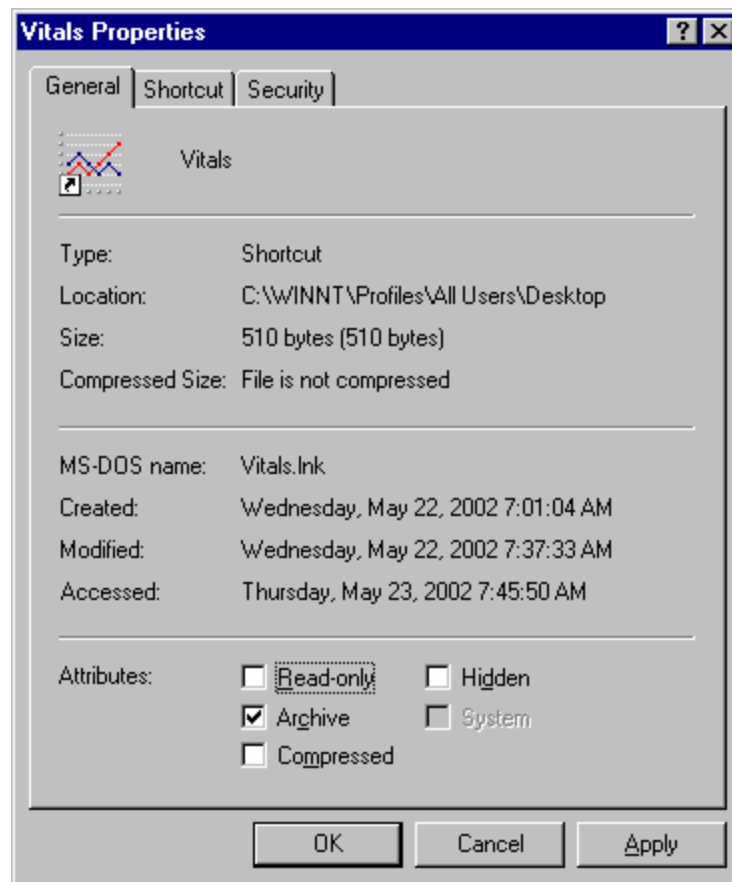 Vitals Properties
General Shortcut Security
Vitals
Type: Shortcut
Location: C:\WINNT\Profiles\All Users\Desktop
Size: 510 bytes (510 bytes)
Compressed Size: File is not compressed
MS-DOS name: Vitals.lnk
Created: Wednesday, May 22, 2002 7:01:04 AM
Modified: Wednesday, May 22, 2002 7:37:33 AM
Accessed: Thursday, May 23, 2002 7:45:50 AM
Attributes: Read-only Hidden
Archive System
Compressed
OK Cancel Apply